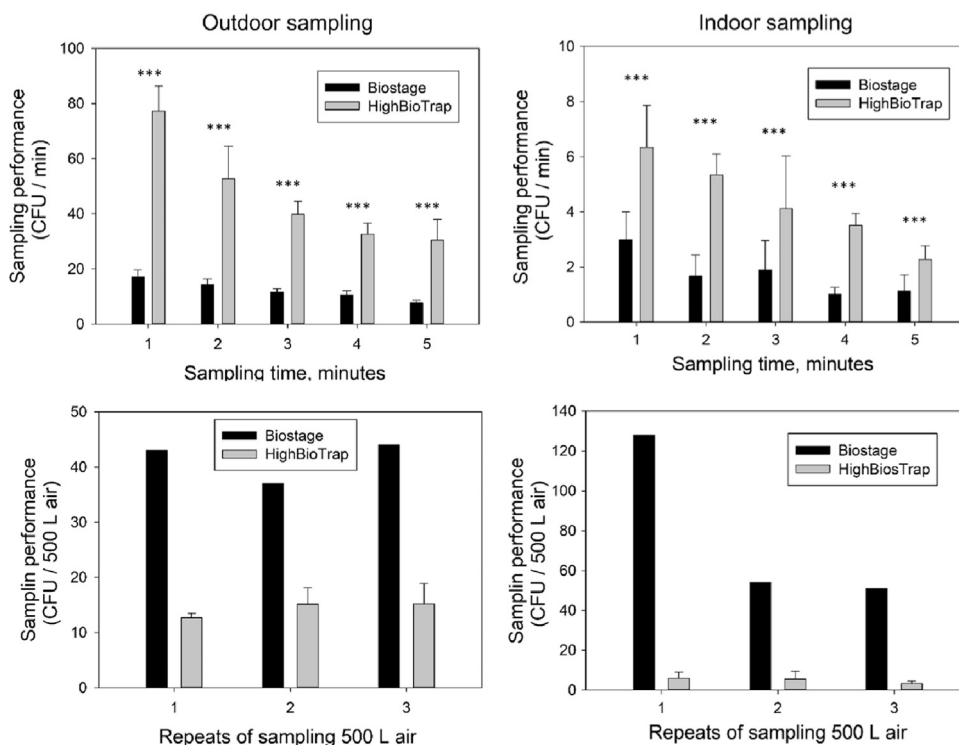 Outdoor sampling
Sampling performance
(CFU / min)
100
80
60
40
20
0
***
***
***
***
***
Biostage
HighBioTrap
1 2 3 4 5
Sampling time, minutes
Indoor sampling
Sampling performance
(CFU / min)
10
8
6
4
2
0
***
***
***
***
***
Biostage
HighBioTrap
1 2 3 4 5
Sampling time, minutes
Samplin performance
(CFU / 500 L air)
50
40
30
20
10
0
Biostage
HighBioTrap
1 2 3
Repeats of sampling 500 L air
Samplin performance
(CFU / 500 L air)
140
120
100
80
60
40
20
0
Biostage
HighBiosTrap
1 2 3
Repeats of sampling 500 L air